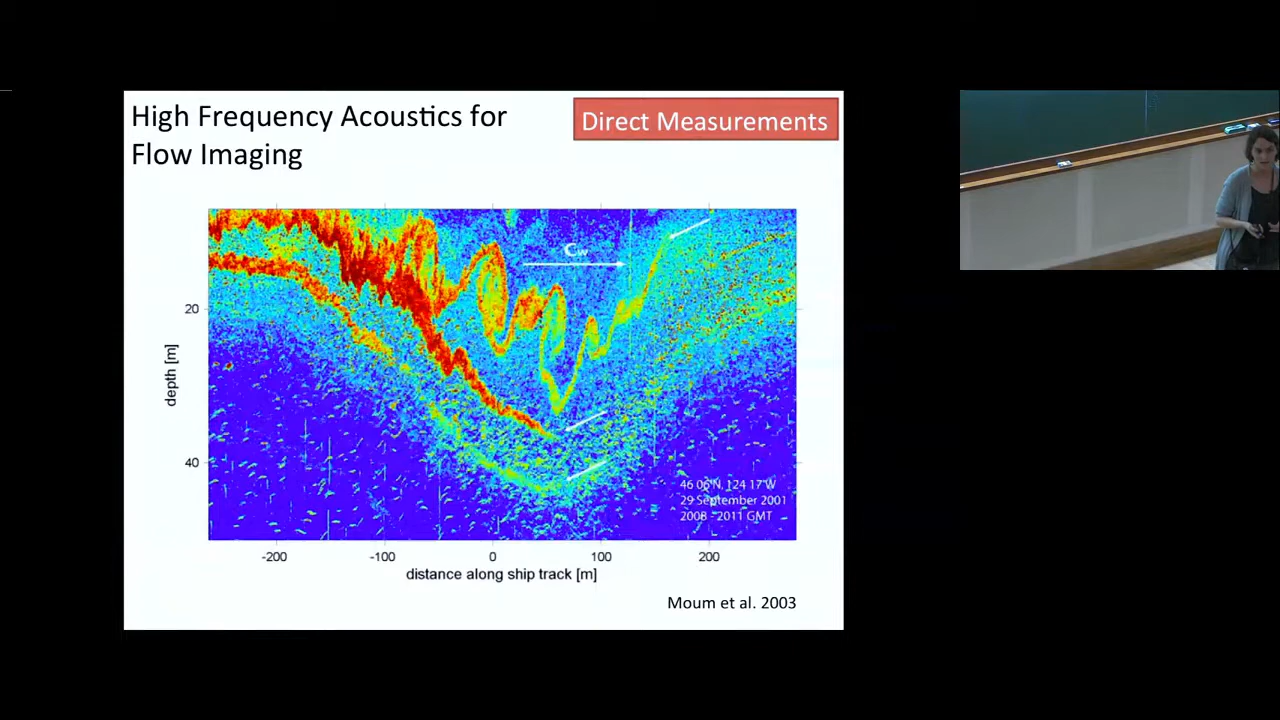 High Frequency Acoustics for
Flow Imaging
Direct Measurements
Cw
20
40
depth [m]
46 06'N, 124 17'W
29 September 2001
2008 - 2011 GMT
-200
-100
0
100
200
distance along ship track [m]
Moum et al. 2003